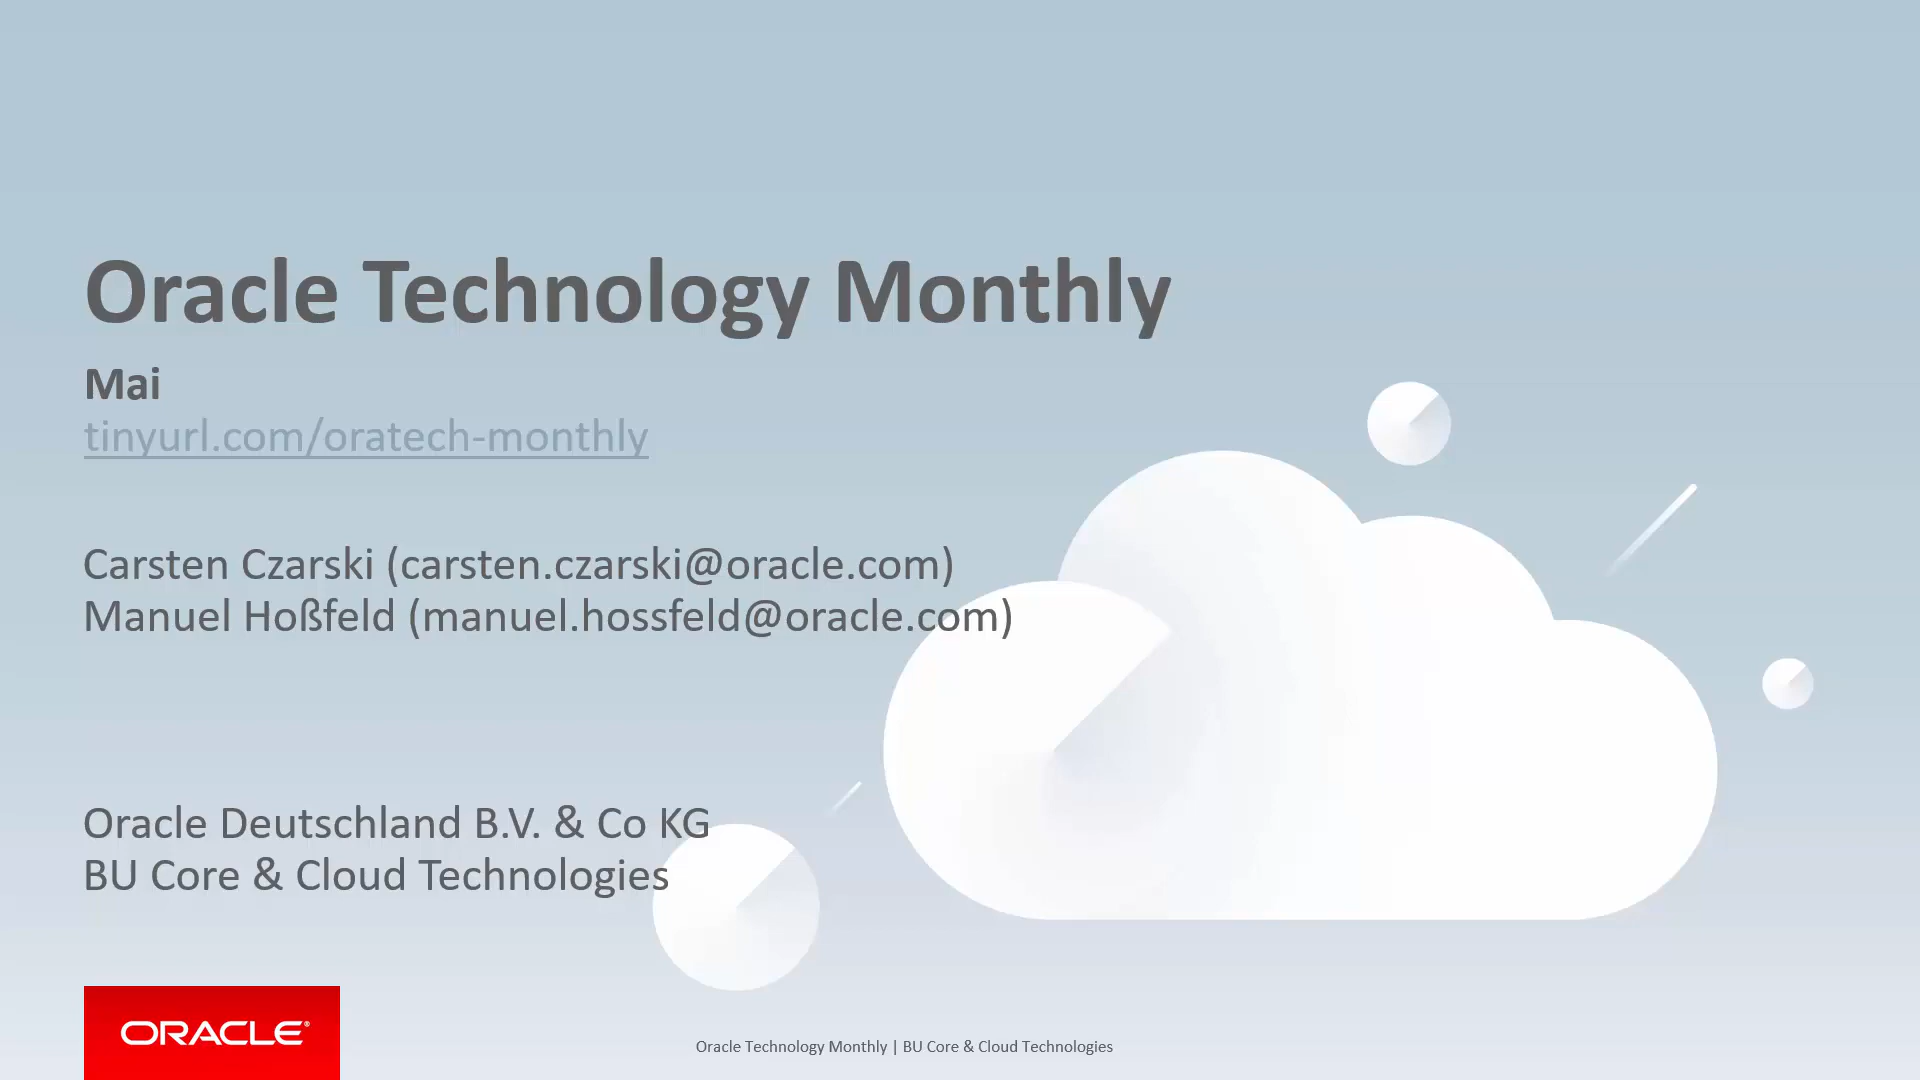 Oracle Technology Monthly
Mai
tinyurl.com/oratech-monthly
Carsten Czarski (carsten.czarski@oracle.com)
Manuel Hoßfeld (manuel.hossfeld@oracle.com)
Oracle Deutschland B.V. & Co KG
BU Core & Cloud Technologies
ORACLE®
Oracle Technology Monthly | BU Core & Cloud Technologies